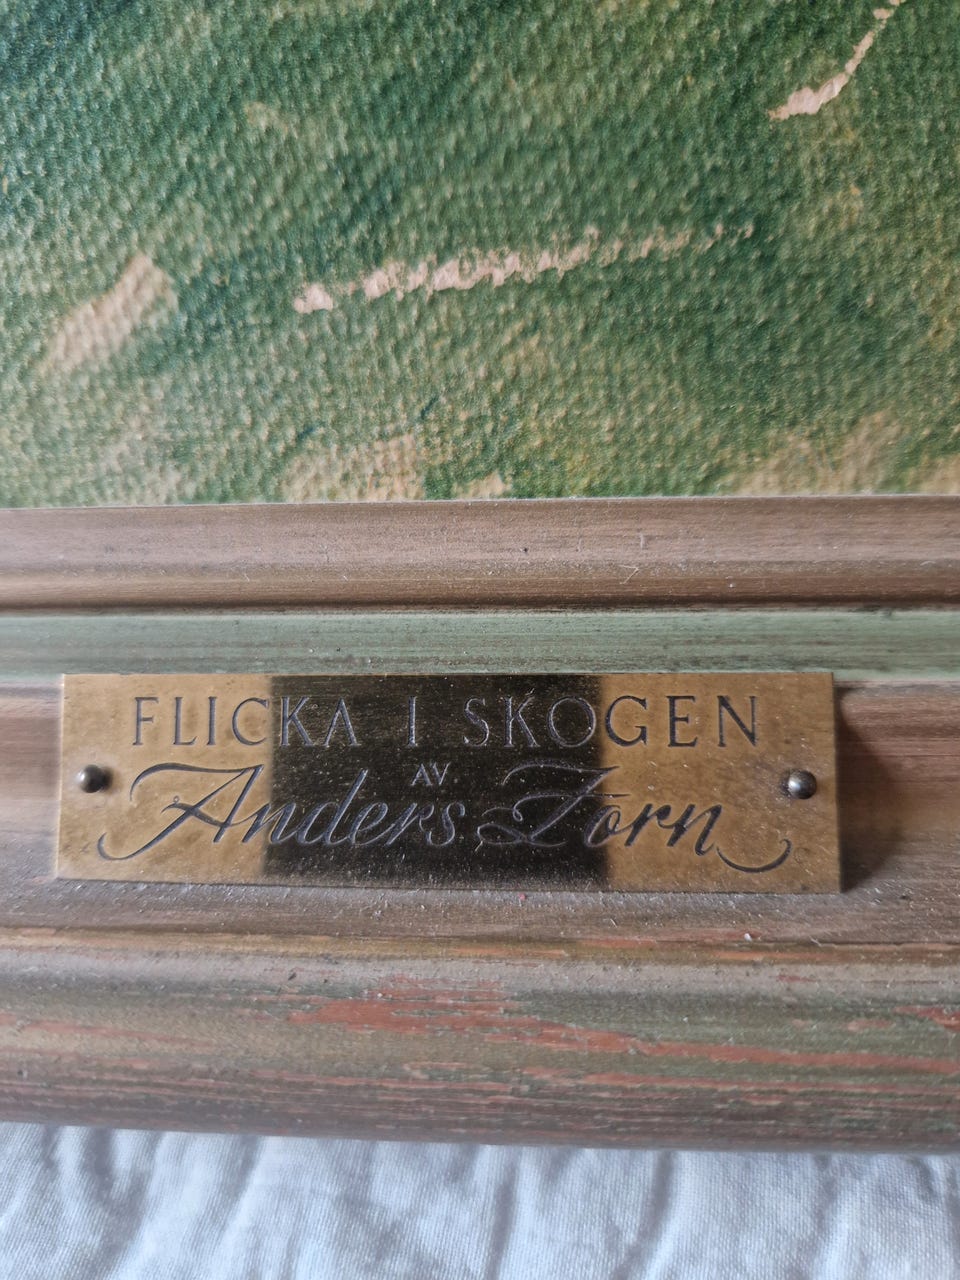 FLICKA I SKOGEN
AV
Anders Zorn